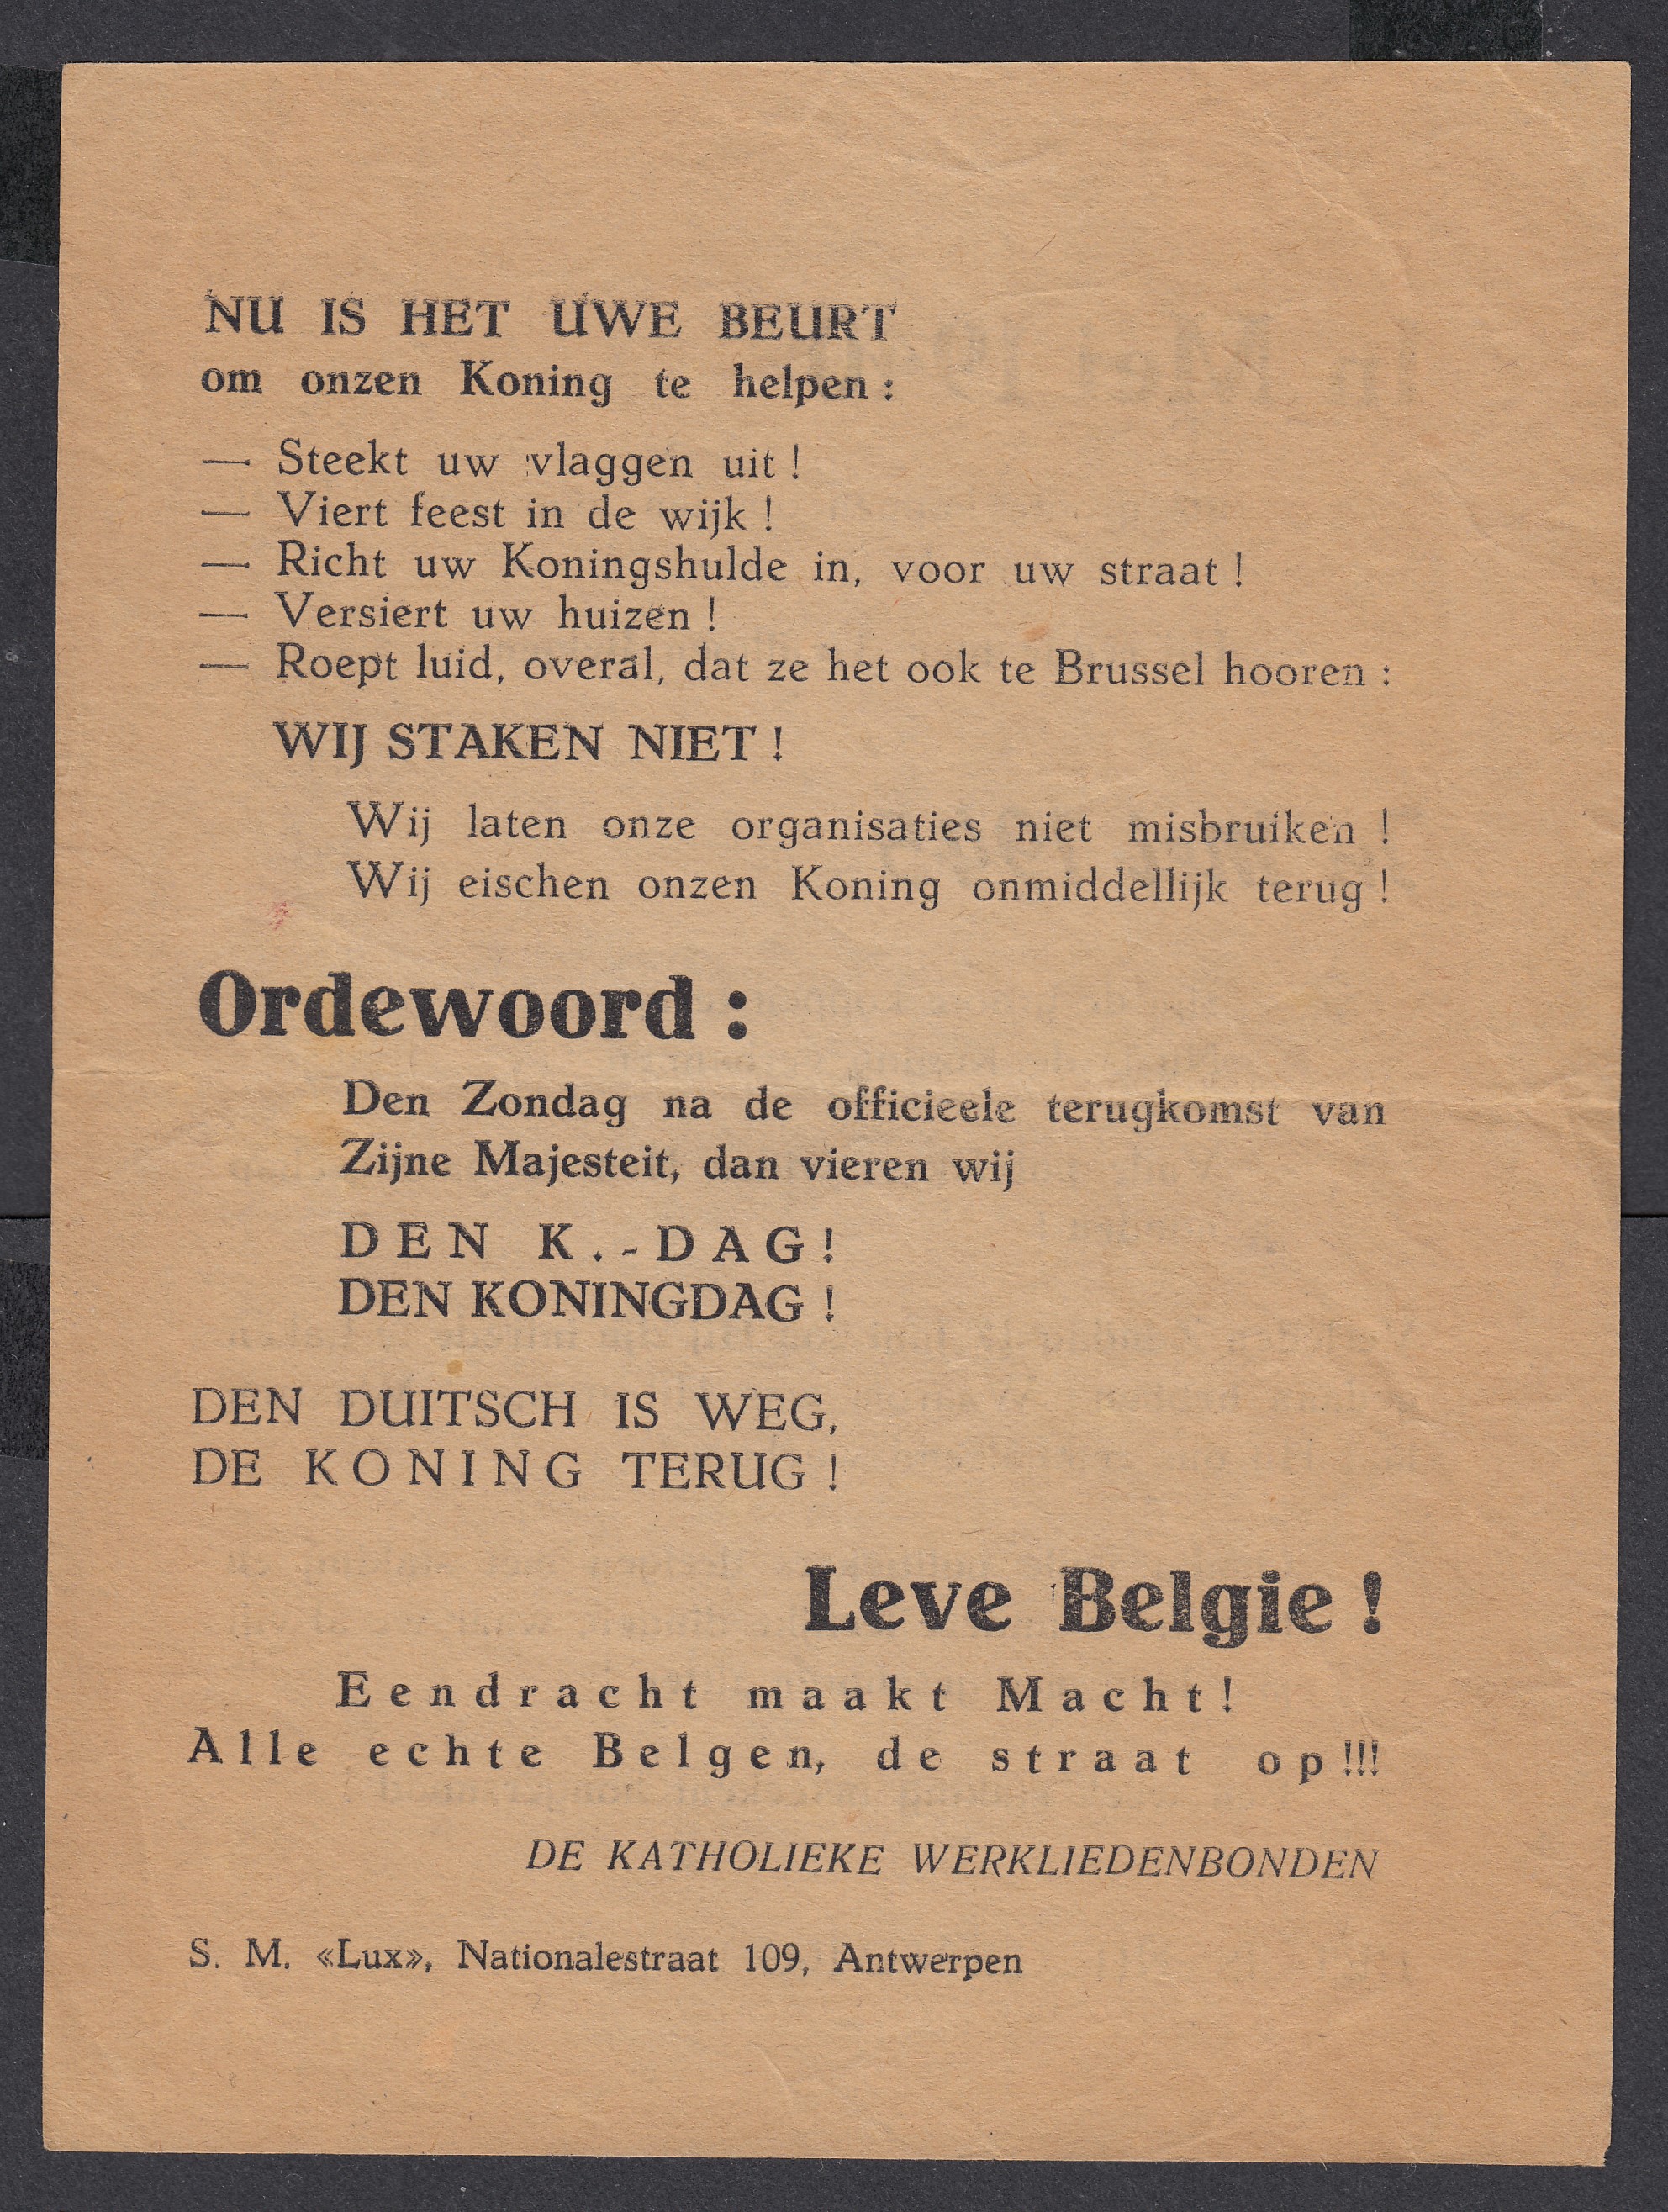 NU IS HET UWE BEURT
om onzen Koning te helpen :
— Steekt uw vlaggen uit !
— Viert feest in de wijk !
— Richt uw Koningshulde in, voor uw straat !
— Versiert uw huizen !
— Roept luid, overal, dat ze het ook te Brussel hooren :
WIJ STAKEN NIET !
Wij laten onze organisaties niet misbruiken !
Wij eischen onzen Koning onmiddellijk terug !
Ordewoord :
Den Zondag na de officieele terugkomst van
Zijne Majesteit, dan vieren wij
DEN K.-DAG!
DEN KONINGDAG !
DEN DUITSCH IS WEG,
DE KONING TERUG !
Leve Belgie !
Eendracht maakt Macht!
Alle echte Belgen, de straat op!!!
DE KATHOLIEKE WERKLIEDENBONDEN
S. M. «Lux», Nationalestraat 109, Antwerpen